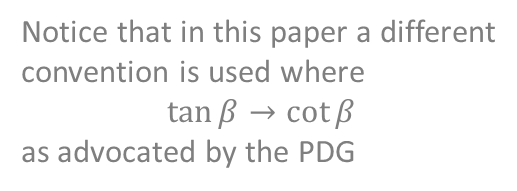 Notice that in this paper a different
convention is used where
tan β → cot β
as advocated by the PDG